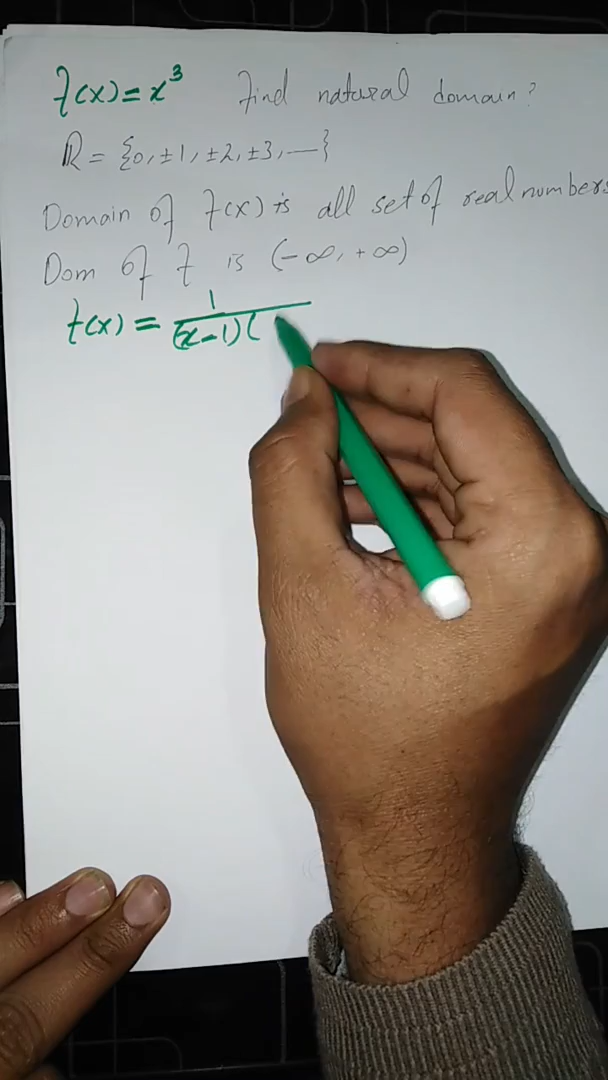 f(x)=x³ Find natural domain?
ℝ = {0, ±1, ±2, ±3, —}
Domain of f(x) is all set of real numbers
Dom of f is (-∞, +∞)
f(x) = 1/(x-1)(